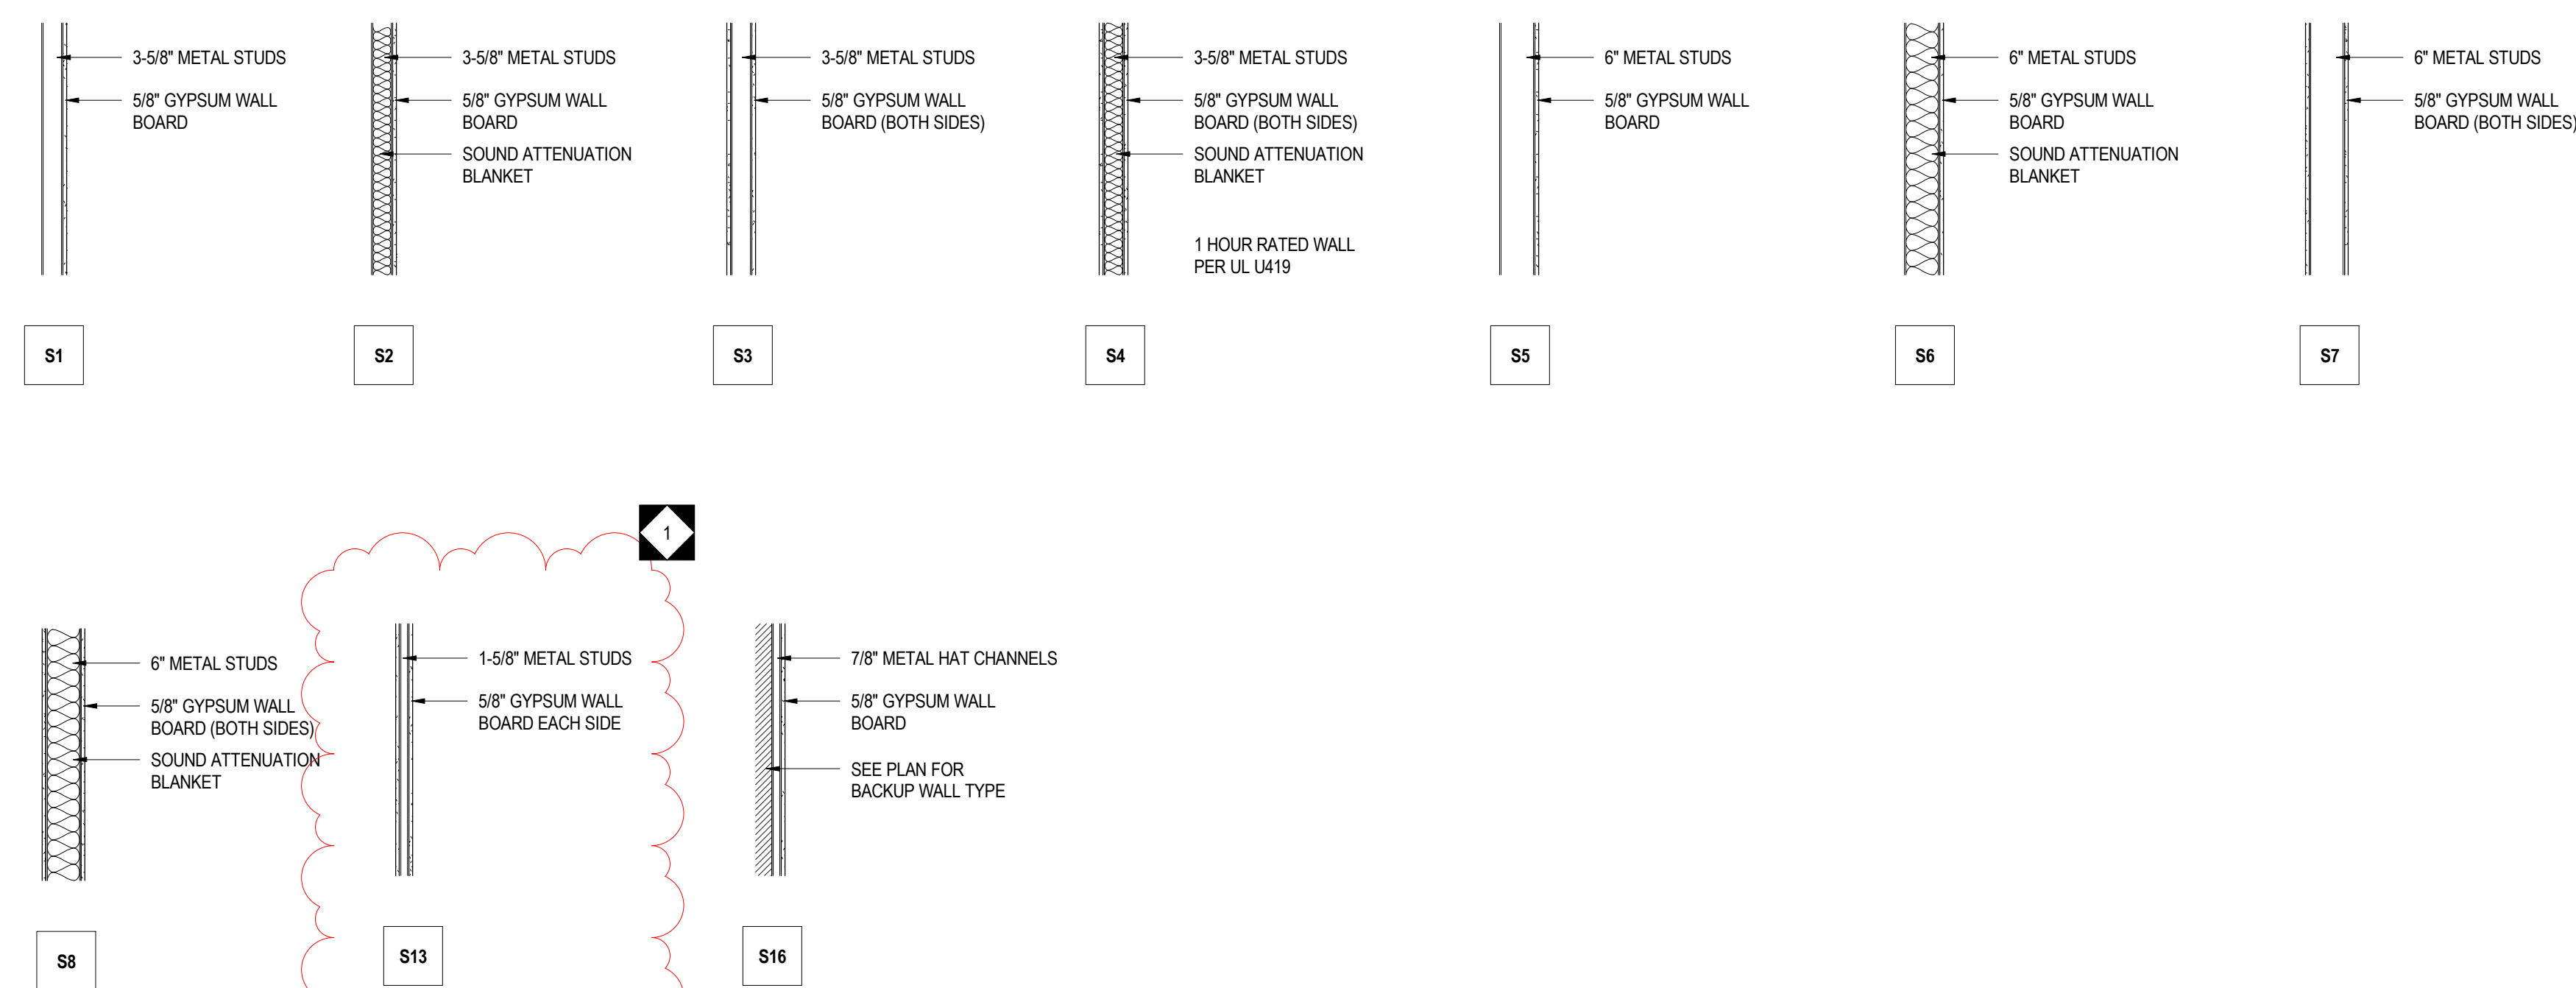 3-5/8" METAL STUDS
5/8" GYPSUM WALL
BOARD
S1
3-5/8" METAL STUDS
5/8" GYPSUM WALL
BOARD
SOUND ATTENUATION
BLANKET
S2
3-5/8" METAL STUDS
5/8" GYPSUM WALL
BOARD (BOTH SIDES)
S3
3-5/8" METAL STUDS
5/8" GYPSUM WALL
BOARD (BOTH SIDES)
SOUND ATTENUATION
BLANKET
1 HOUR RATED WALL
PER UL U419
S4
6" METAL STUDS
5/8" GYPSUM WALL
BOARD
S5
6" METAL STUDS
5/8" GYPSUM WALL
BOARD
SOUND ATTENUATION
BLANKET
S6
6" METAL STUDS
5/8" GYPSUM WALL
BOARD (BOTH SIDES)
S7
6" METAL STUDS
5/8" GYPSUM WALL
BOARD (BOTH SIDES)
SOUND ATTENUATION
BLANKET
S8
1
1-5/8" METAL STUDS
5/8" GYPSUM WALL
BOARD EACH SIDE
S13
7/8" METAL HAT CHANNELS
5/8" GYPSUM WALL
BOARD
SEE PLAN FOR
BACKUP WALL TYPE
S16